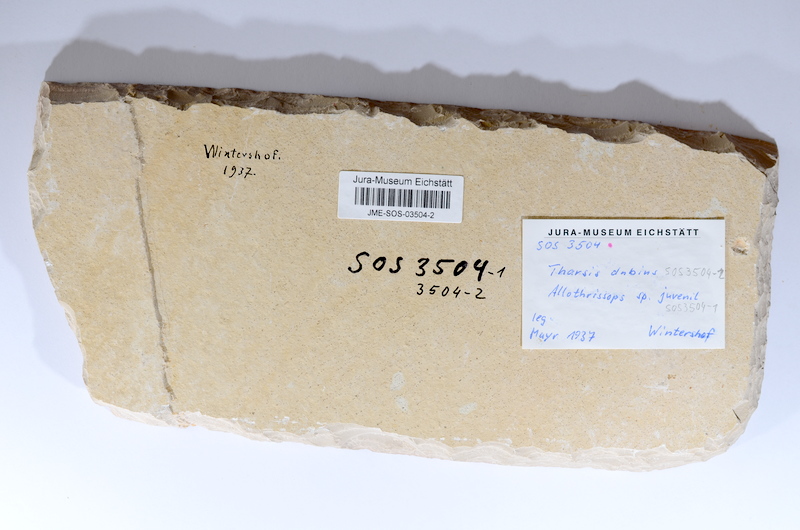 Wintershof.
1937.
Jura-Museum Eichstätt
JME-SOS-03504-2
SOS 3504-1
3504-2
JURA-MUSEUM EICHSTÄTT
SOS 3504
Tharsis dubius SOS3504-2
Allothrissops sp. juvenil
SOS3504-1
leg.
Mayr 1937 Wintershof